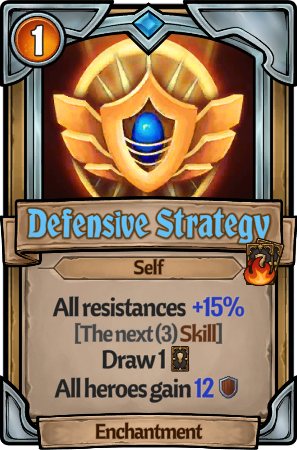 1
Defensive Strategy
Self
All resistances +15%
[The next (3) Skill]
Draw 1
All heroes gain 12
Enchantment